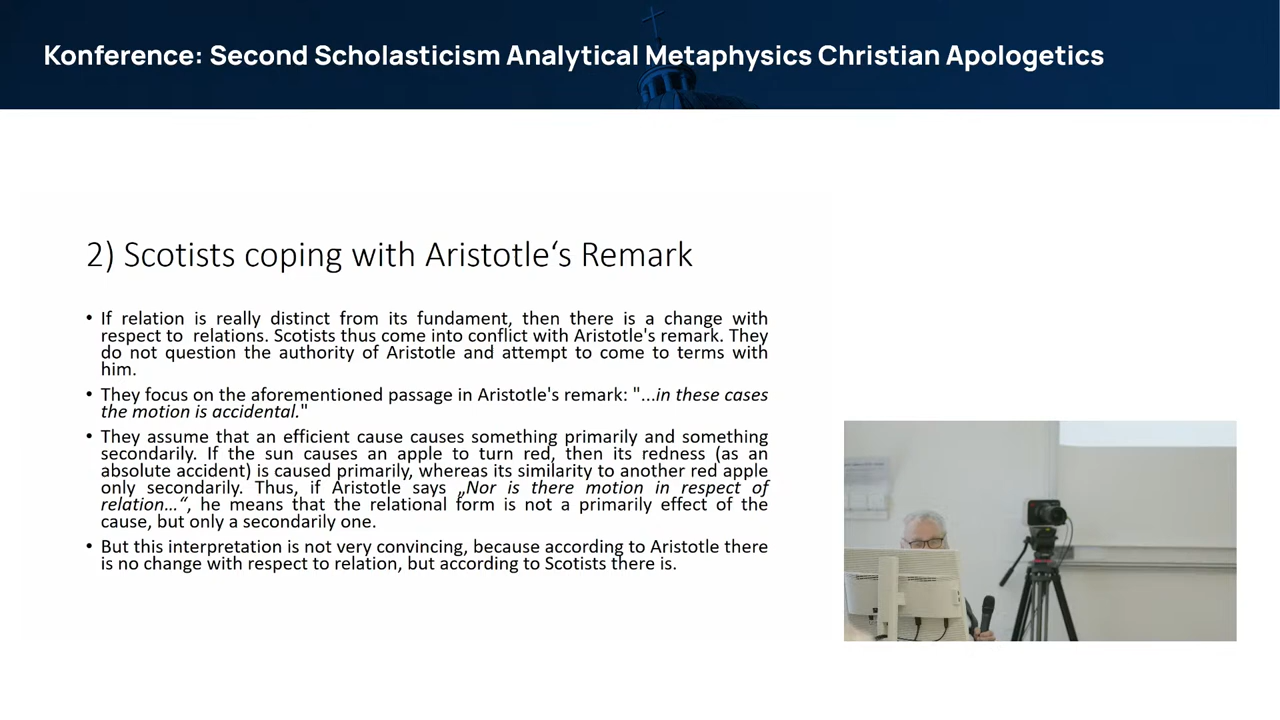 Konference: Second Scholasticism Analytical Metaphysics Christian Apologetics
2) Scotists coping with Aristotle‘s Remark
• If relation is really distinct from its fundament, then there is a change with
respect to relations. Scotists thus come into conflict with Aristotle's remark. They
do not question the authority of Aristotle and attempt to come to terms with
him.
• They focus on the aforementioned passage in Aristotle's remark: "...in these cases
the motion is accidental."
• They assume that an efficient cause causes something primarily and something
secondarily. If the sun causes an apple to turn red, then its redness (as an
absolute accident) is caused primarily, whereas its similarity to another red apple
only secondarily. Thus, if Aristotle says „Nor is there motion in respect of
relation…“, he means that the relational form is not a primarily effect of the
cause, but only a secondarily one.
• But this interpretation is not very convincing, because according to Aristotle there
is no change with respect to relation, but according to Scotists there is.